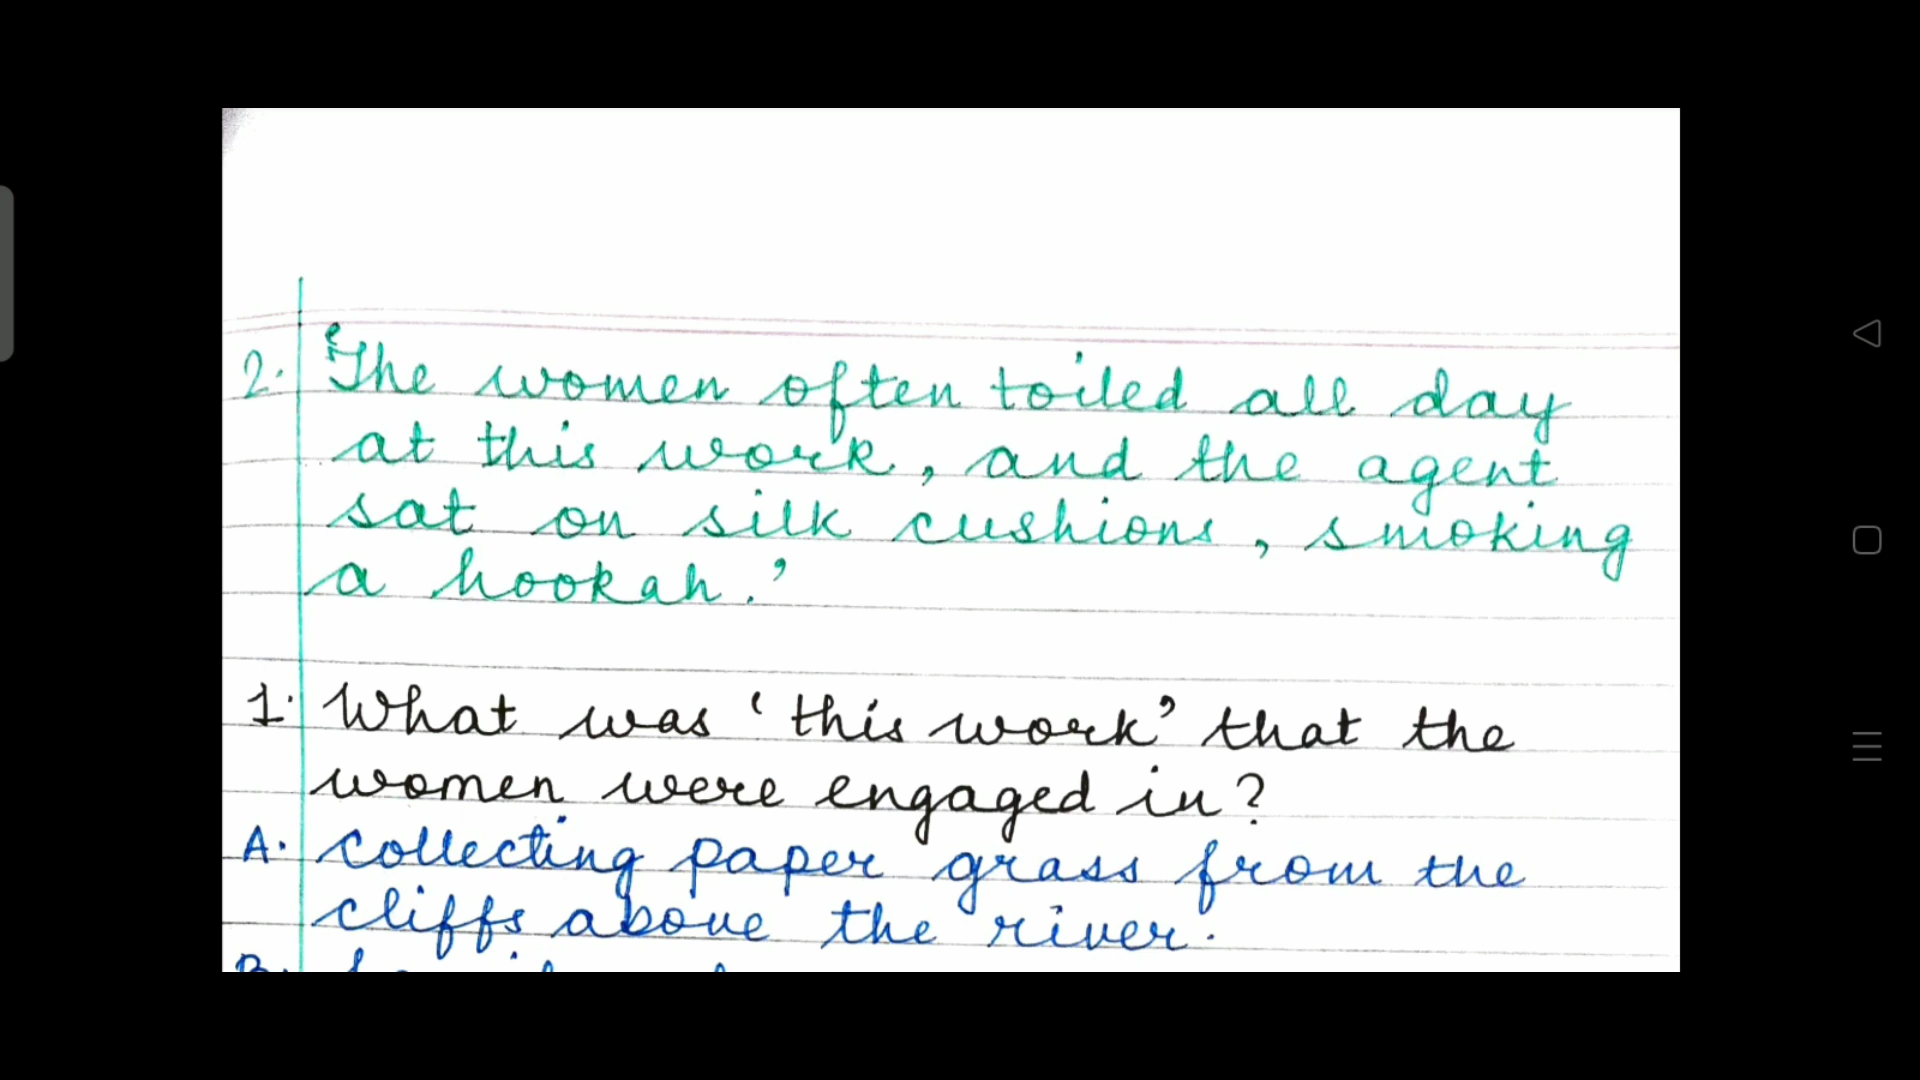 2. 'The women often toiled all day
at this work, and the agent
sat on silk cushions, smoking
a hookah.'
1. What was 'this work' that the
women were engaged in?
A. collecting paper grass from the
cliffs above the river.
B.